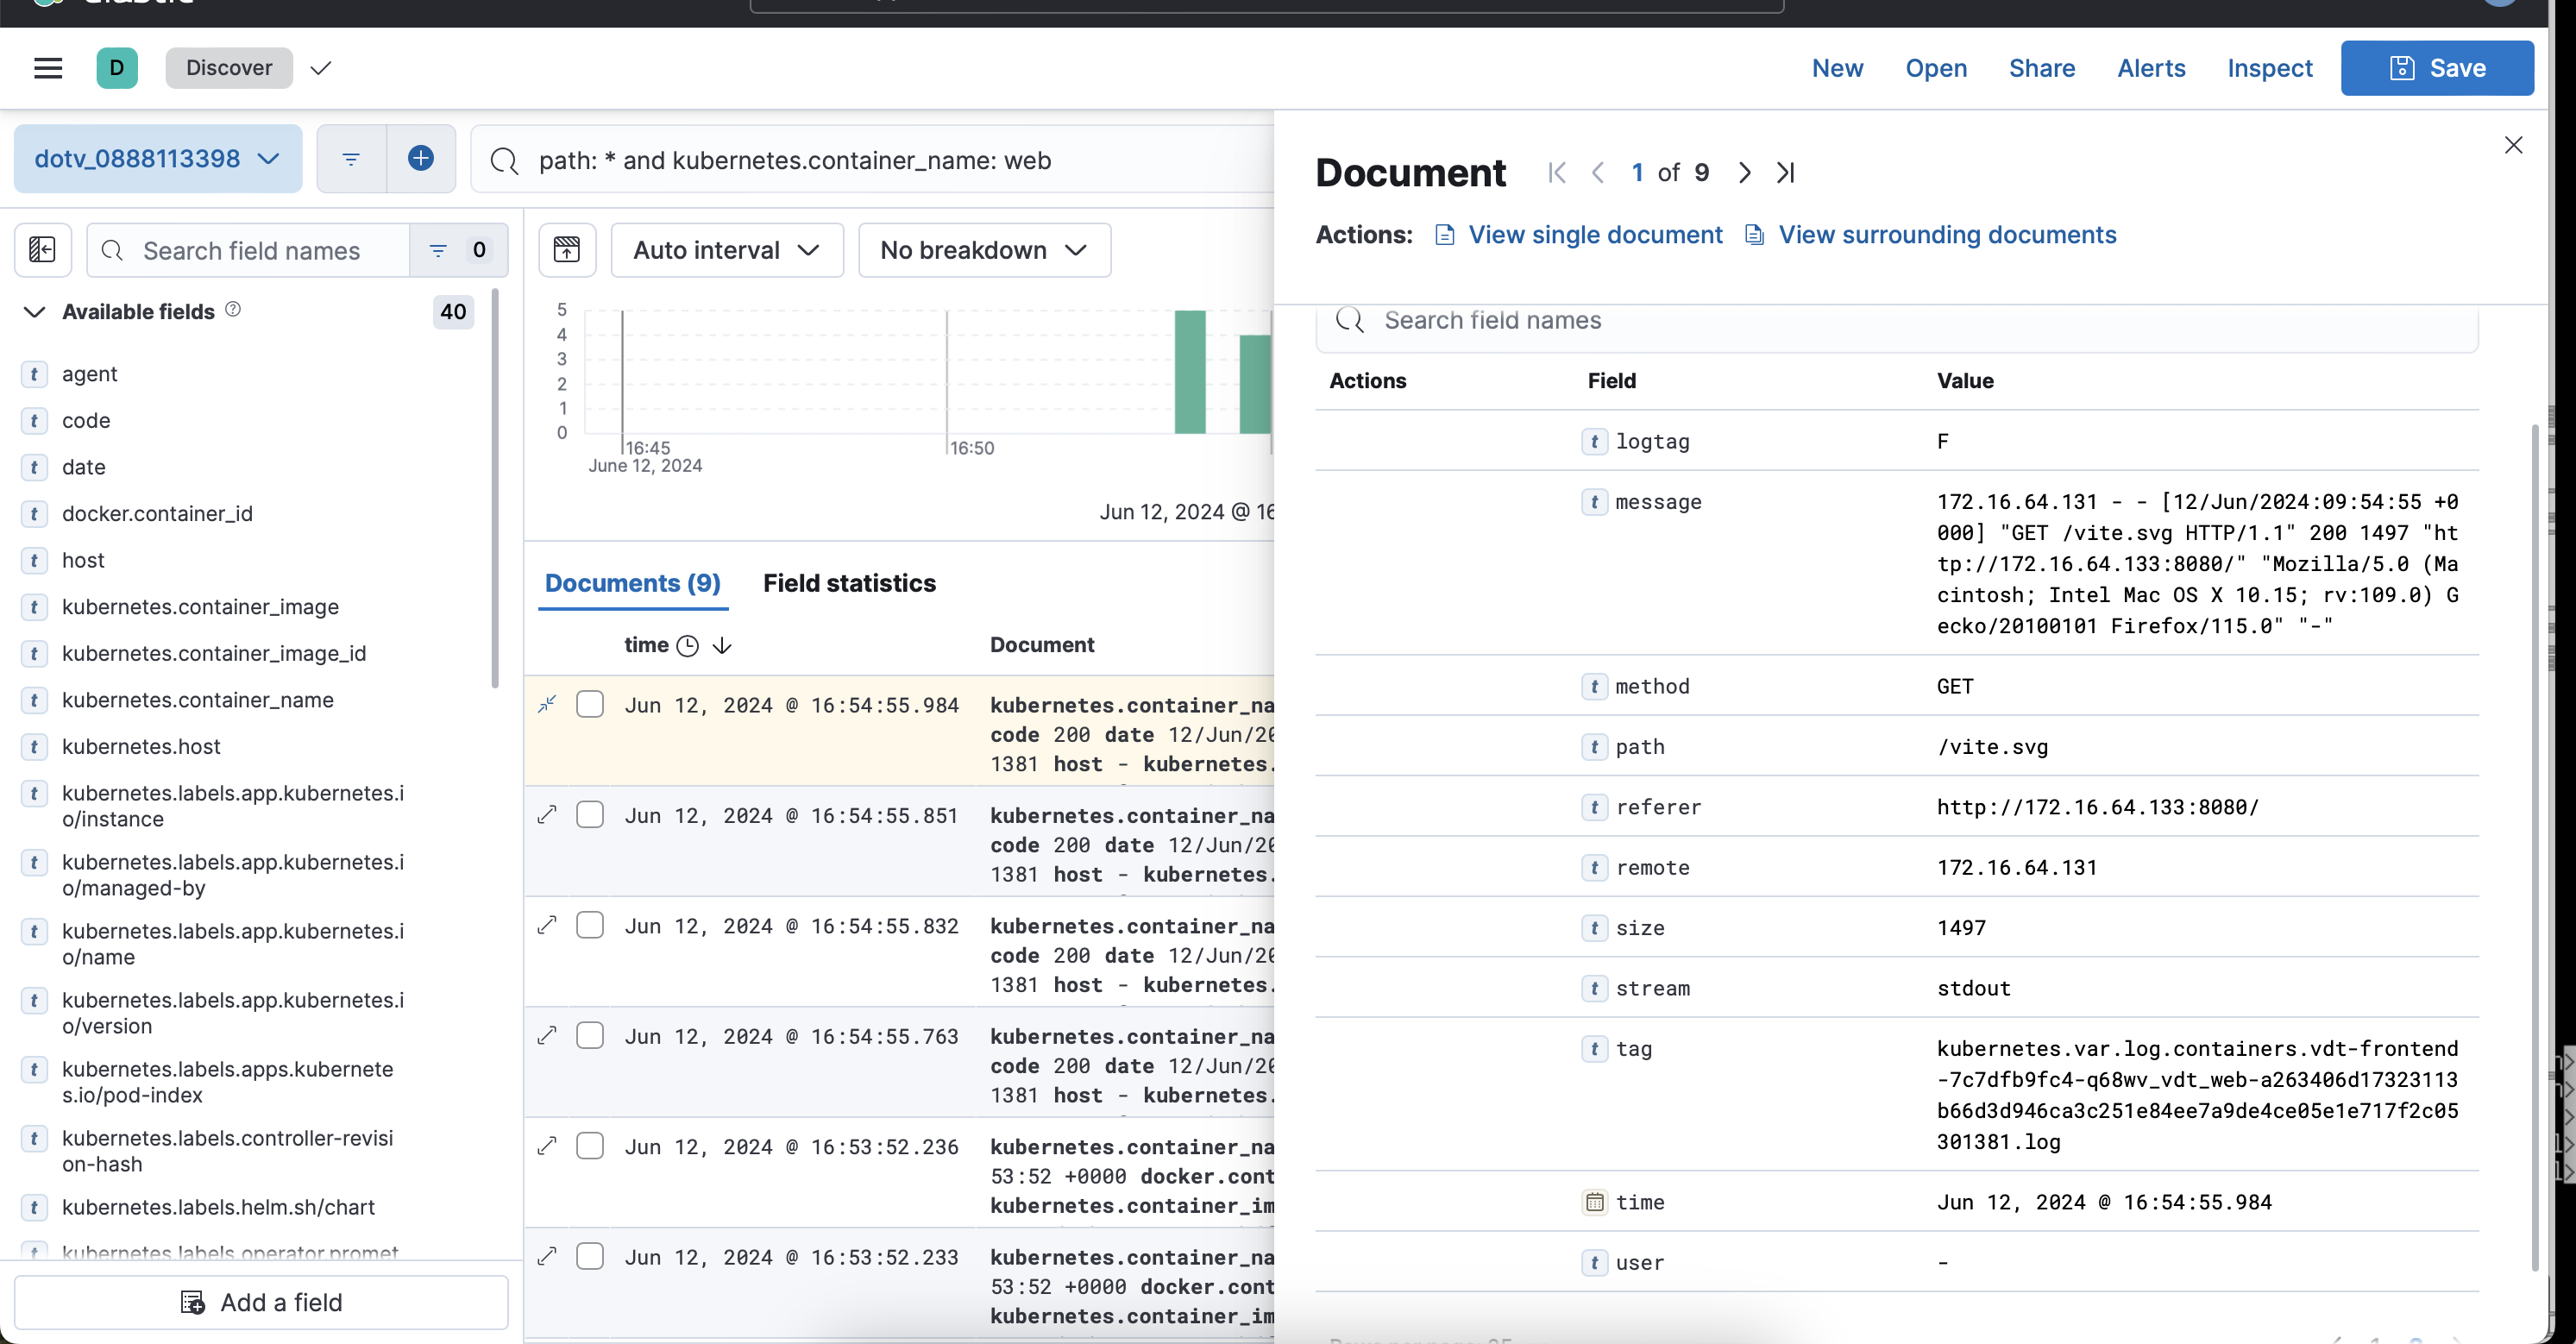 elastic
D
Discover
New
Open
Share
Alerts
Inspect
Save
dotv_0888113398
path: * and kubernetes.container_name: web
Search field names
0
Available fields
40
t agent
t code
t date
t docker.container_id
t host
t kubernetes.container_image
t kubernetes.container_image_id
t kubernetes.container_name
t kubernetes.host
t kubernetes.labels.app.kubernetes.i
o/instance
t kubernetes.labels.app.kubernetes.i
o/managed-by
t kubernetes.labels.app.kubernetes.i
o/name
t kubernetes.labels.app.kubernetes.i
o/version
t kubernetes.labels.apps.kubernete
s.io/pod-index
t kubernetes.labels.controller-revisi
on-hash
t kubernetes.labels.helm.sh/chart
t kubernetes.labels.operator.promet
Add a field
Auto interval
No breakdown
5
4
3
2
1
0
16:45
June 12, 2024
16:50
Jun 12, 2024 @ 16
Documents (9)
Field statistics
time
Document
Jun 12, 2024 @ 16:54:55.984
kubernetes.container_na
code 200 date 12/Jun/20
1381 host - kubernetes.
Jun 12, 2024 @ 16:54:55.851
kubernetes.container_na
code 200 date 12/Jun/20
1381 host - kubernetes.
Jun 12, 2024 @ 16:54:55.832
kubernetes.container_na
code 200 date 12/Jun/20
1381 host - kubernetes.
Jun 12, 2024 @ 16:54:55.763
kubernetes.container_na
code 200 date 12/Jun/20
1381 host - kubernetes.
Jun 12, 2024 @ 16:53:52.236
kubernetes.container_na
53:52 +0000 docker.cont
kubernetes.container_im
Jun 12, 2024 @ 16:53:52.233
kubernetes.container_na
53:52 +0000 docker.cont
kubernetes.container_im
Document
1 of 9
Actions:
View single document
View surrounding documents
Search field names
Actions
Field
Value
t logtag
F
t message
172.16.64.131 - - [12/Jun/2024:09:54:55 +0
000] "GET /vite.svg HTTP/1.1" 200 1497 "ht
tp://172.16.64.133:8080/" "Mozilla/5.0 (Ma
cintosh; Intel Mac OS X 10.15; rv:109.0) G
ecko/20100101 Firefox/115.0" "-"
t method
GET
t path
/vite.svg
t referer
http://172.16.64.133:8080/
t remote
172.16.64.131
t size
1497
t stream
stdout
t tag
kubernetes.var.log.containers.vdt-frontend
-7c7dfb9fc4-q68wv_vdt_web-a263406d17323113
b66d3d946ca3c251e84ee7a9de4ce05e1e717f2c05
301381.log
time
Jun 12, 2024 @ 16:54:55.984
t user
-